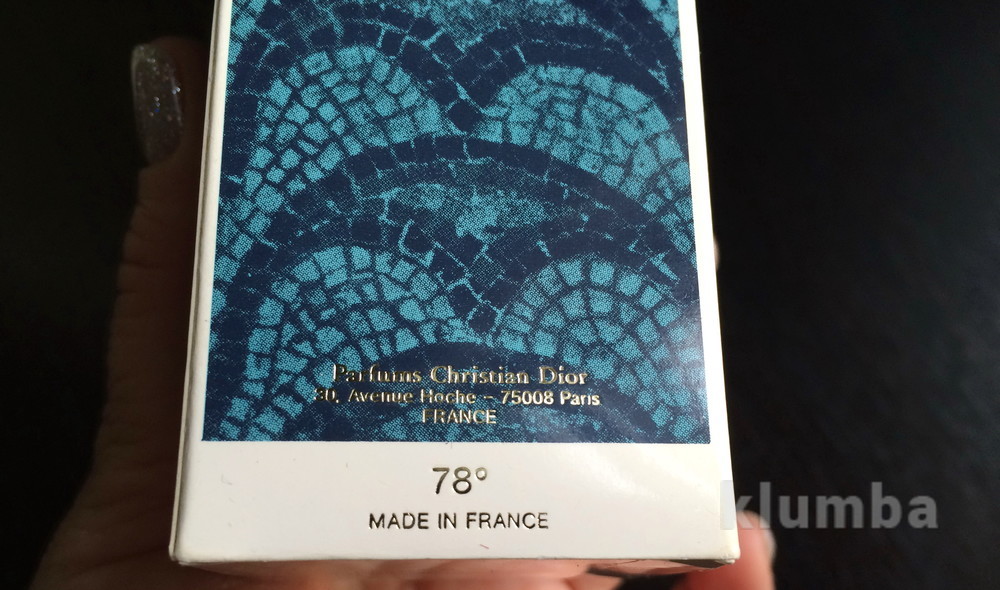 Parfums Christian Dior
30, Avenue Hoche – 75008 Paris
FRANCE
78°
MADE IN FRANCE
klumba